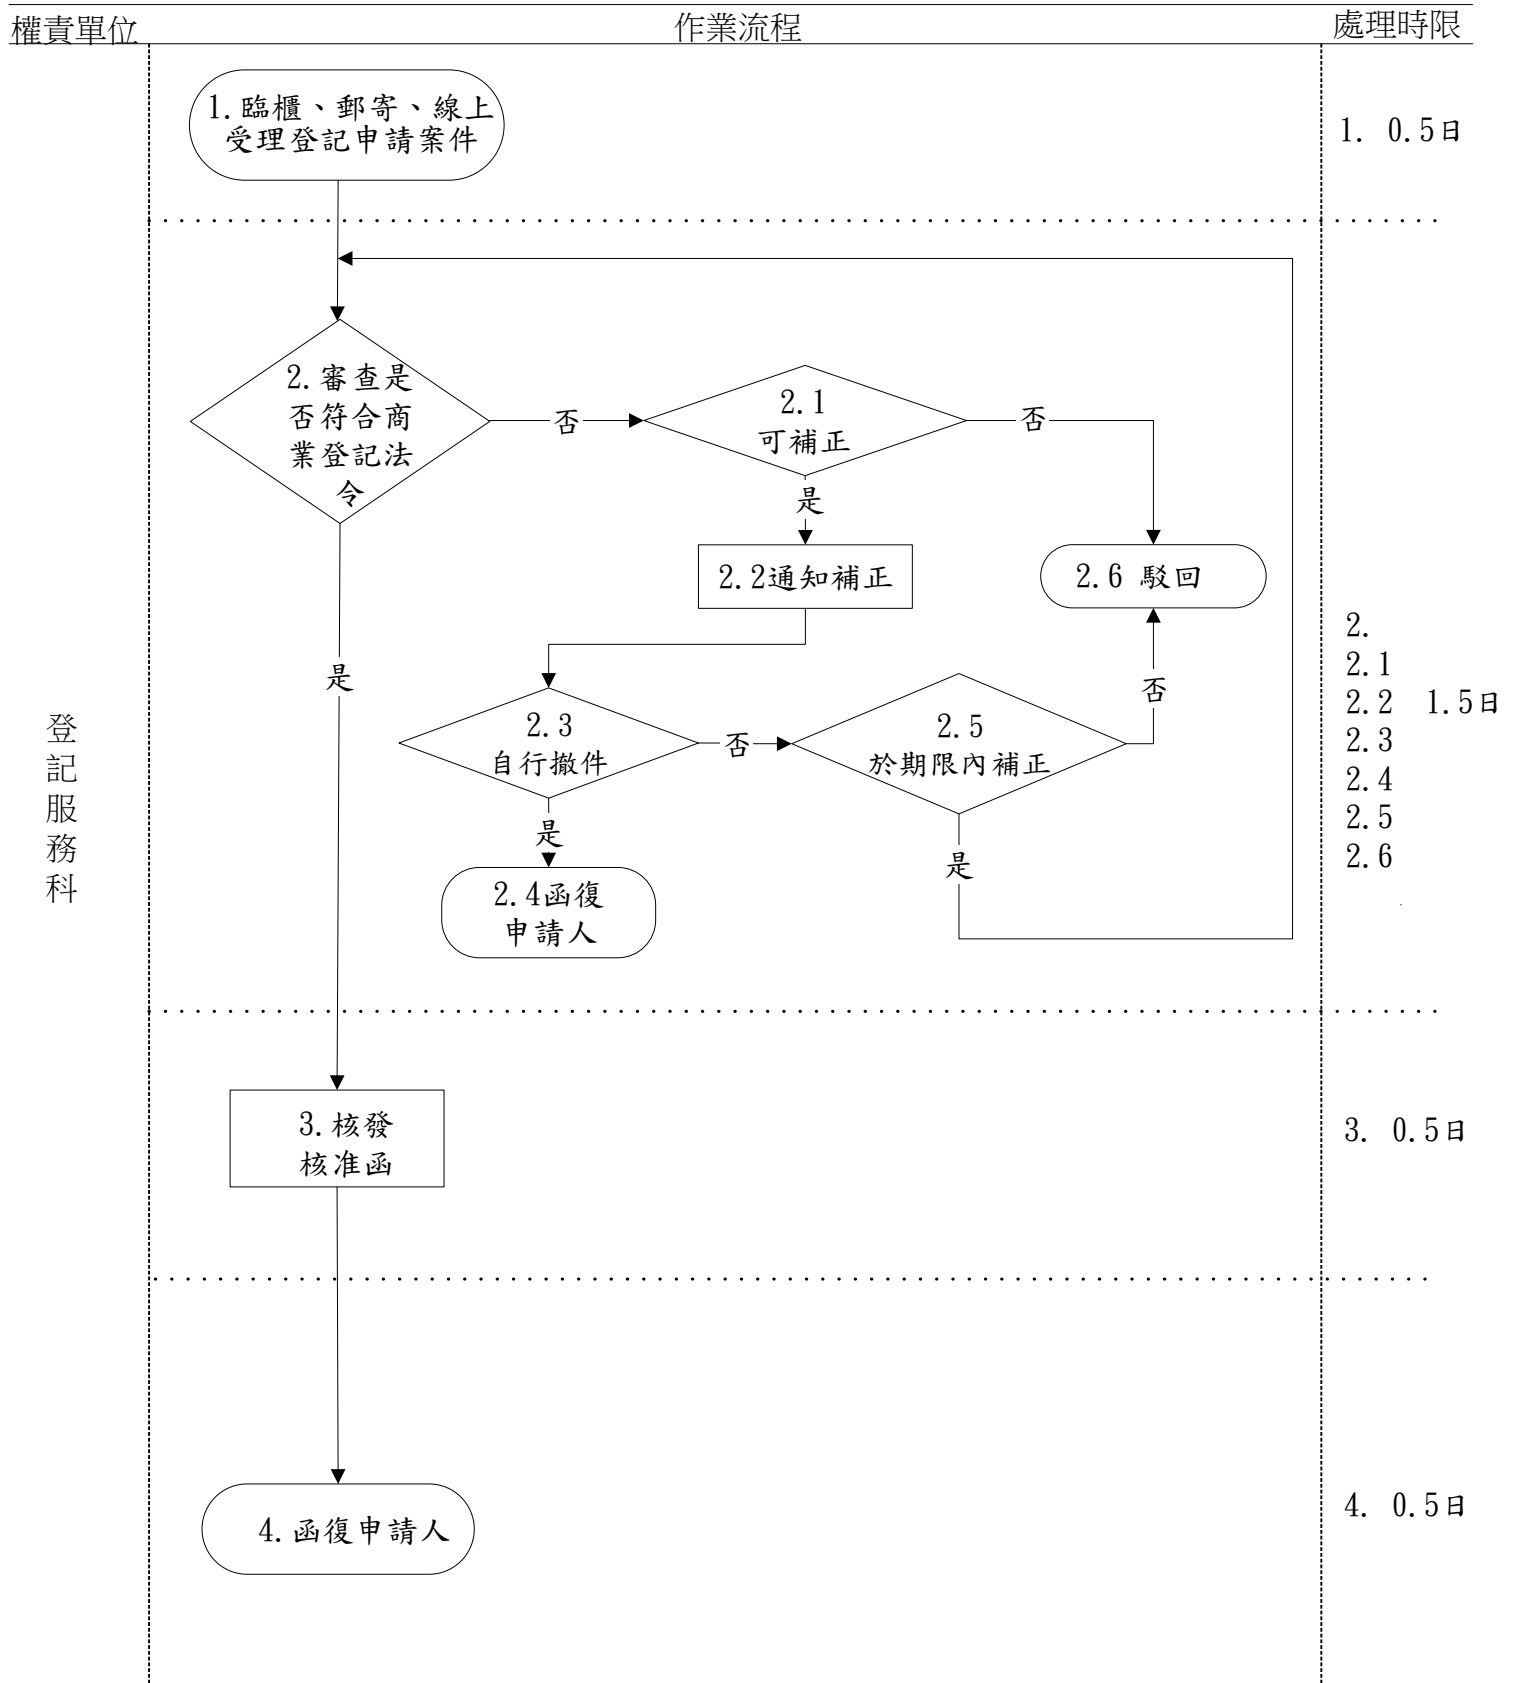 權責單位
作業流程
處理時限
1.臨櫃、郵寄、線上
受理登記申請案件
1. 0.5日
2.審查是
否符合商
業登記法
令
否
2.1
可補正
否
是
2.2通知補正
2.6 駁回
是
2.3
自行撤件
否
2.5
於期限內補正
否
是
2.4函復
申請人
是
登
記
服
務
科
2.
2.1
2.2 1.5日
2.3
2.4
2.5
2.6
3.核發
核准函
3. 0.5日
4.函復申請人
4. 0.5日